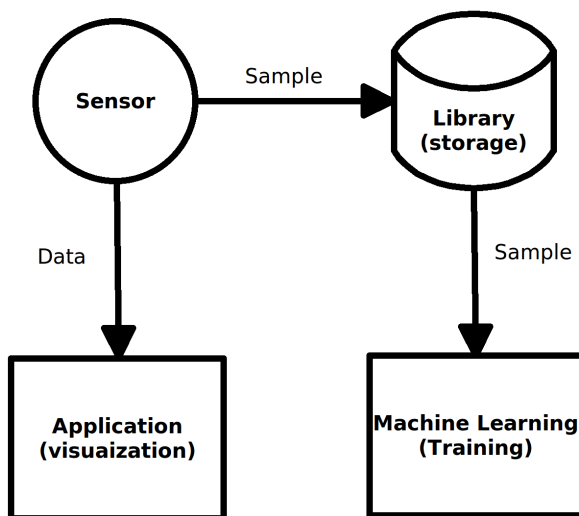 Sensor
Sample
Library
(storage)
Data
Sample
Application
(visuaization)
Machine Learning
(Training)